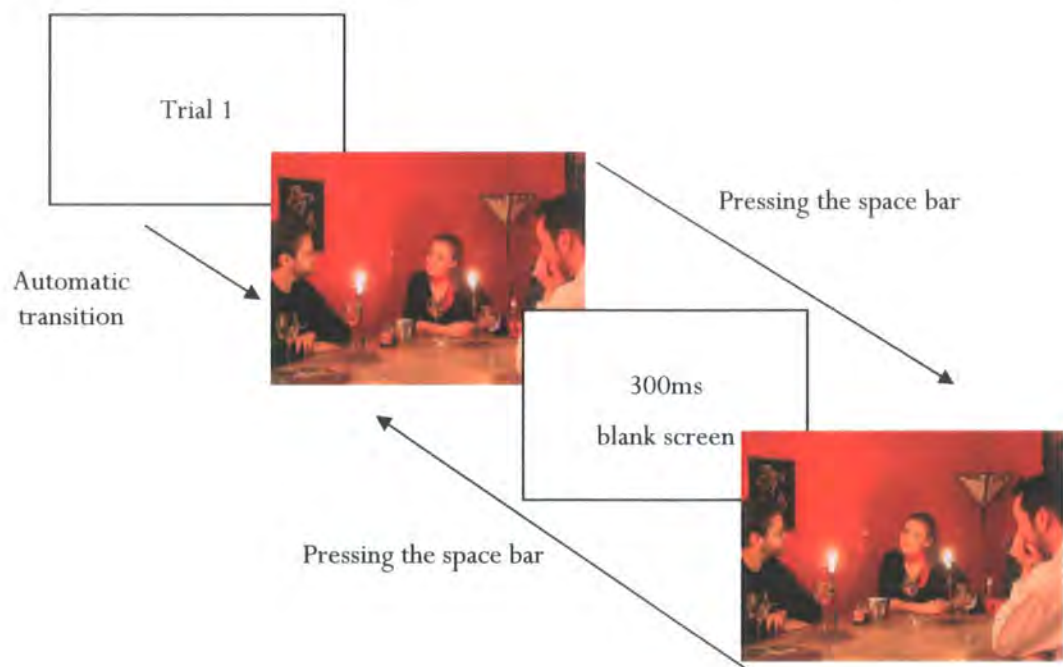 Trial 1
Pressing the space bar
Automatic
transition
300ms
blank screen
Pressing the space bar